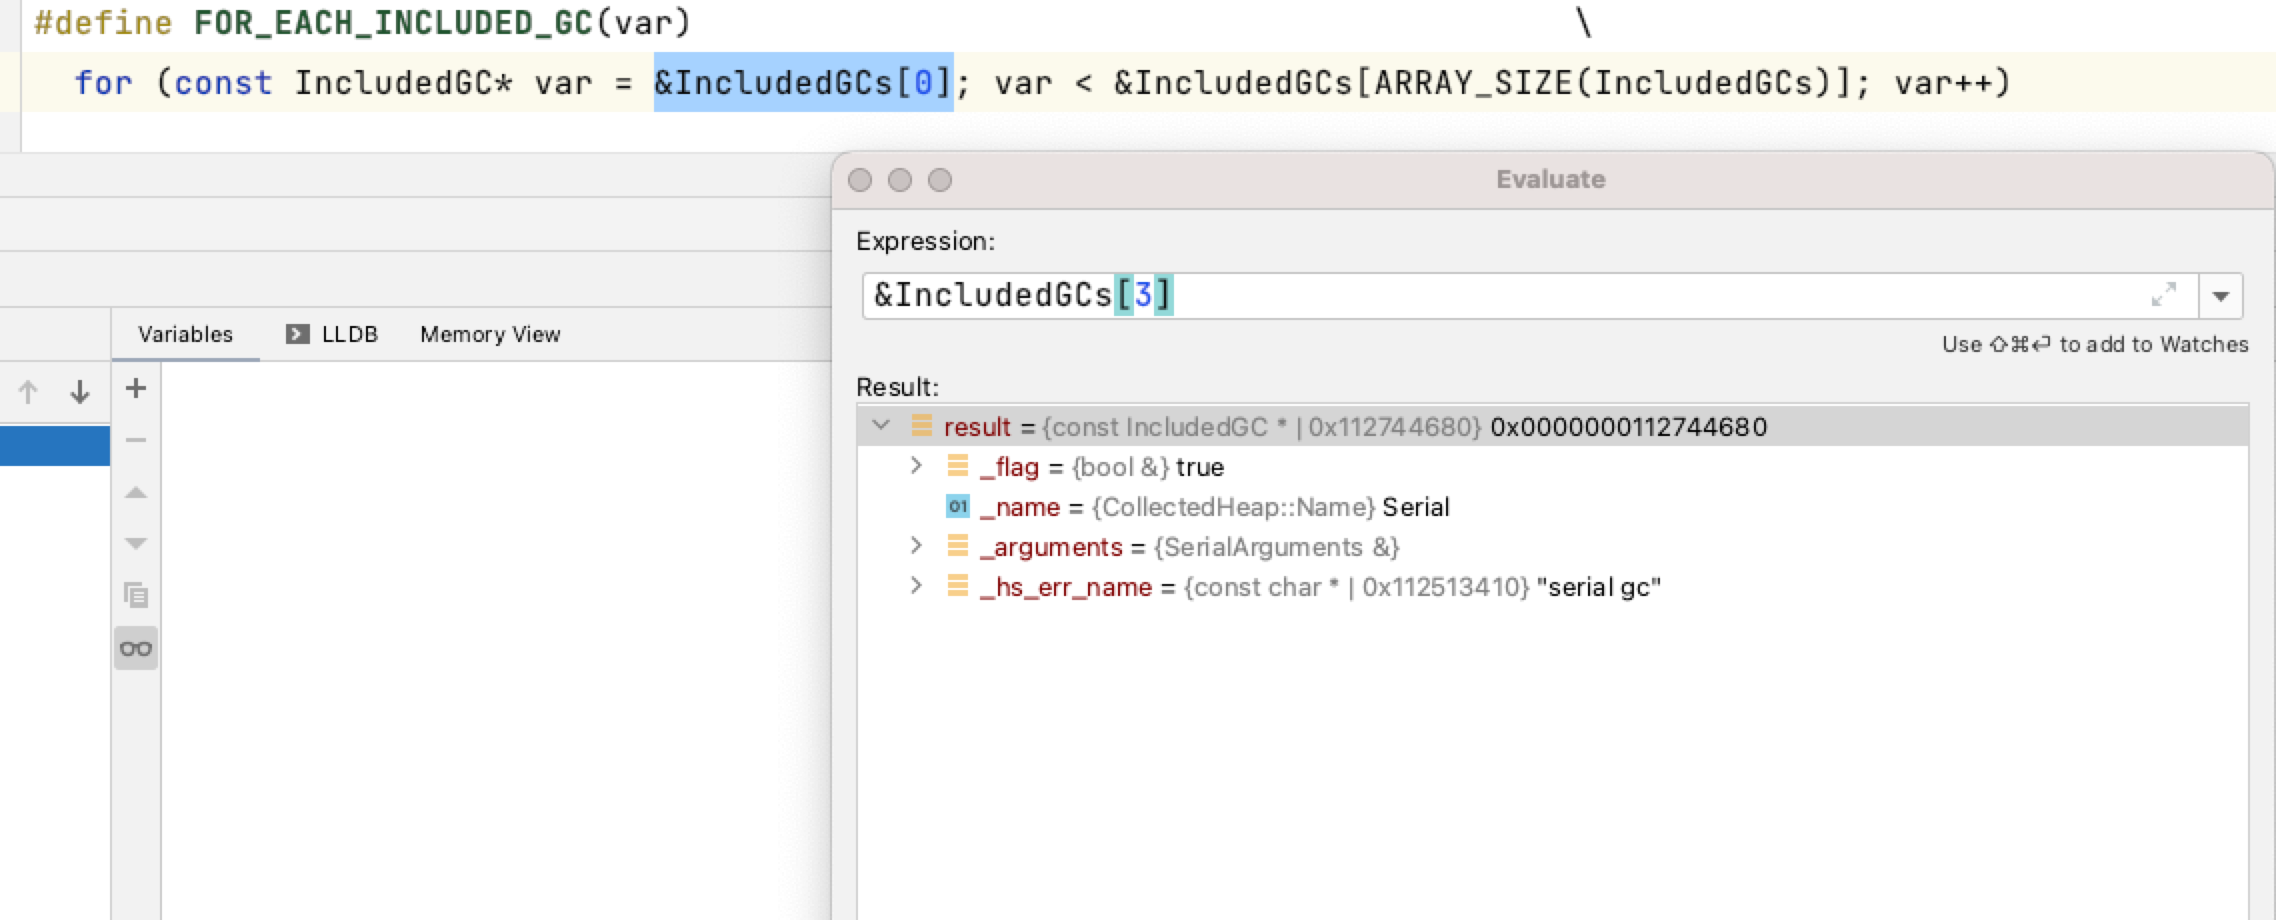 #define FOR_EACH_INCLUDED_GC(var) \
for (const IncludedGC* var = &IncludedGCs[0]; var < &IncludedGCs[ARRAY_SIZE(IncludedGCs)]; var++)
Evaluate
Expression:
&IncludedGCs[3]
Use ⇧⌘↩ to add to Watches
Variables LLDB Memory View
Result:
result = {const IncludedGC * | 0x112744680} 0x0000000112744680
_flag = {bool &} true
01 _name = {CollectedHeap::Name} Serial
_arguments = {SerialArguments &}
_hs_err_name = {const char * | 0x112513410} "serial gc"